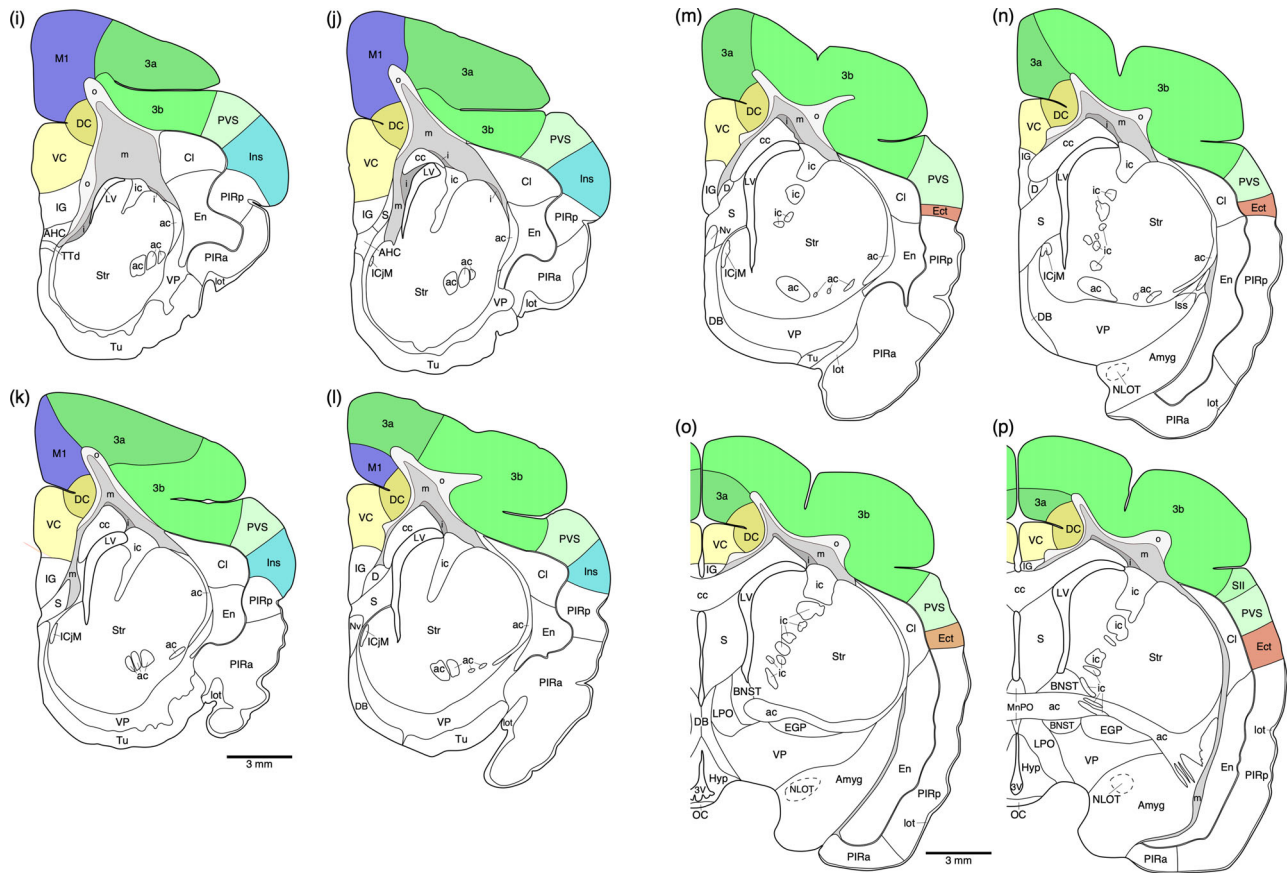 (i)
M1
3a
o
3b
DC
PVS
VC
m
Cl
Ins
o
LV
ic
i
PIRp
IG
En
AHC
i
ac
TTd
ac
PIRa
Str
ac
lot
VP
Tu
(j)
M1
3a
o
3b
DC
m
PVS
VC
cc
i
Ins
LV
i
ic
Cl
m
i
PIRp
IG
S
ac
En
AHC
PIRa
ICjM
ac
Str
ac
VP
lot
Tu
(k)
3a
M1
o
3b
DC
m
VC
cc
i
PVS
LV
ic
Ins
IG
m
Cl
S
ac
PIRp
ICjM
En
Str
PIRa
ac
ac
lot
VP
Tu
3 mm
(l)
3a
M1
3b
m
o
DC
VC
cc
i
PVS
LV
IG
ic
Cl
Ins
D
S
ac
PIRp
Nv
En
ICjM
Str
ac
ac
PIRa
DB
VP
lot
Tu
(m)
3a
3b
DC
VC
i
m
o
cc
PVS
IG
LV
ic
Cl
D
ic
S
ic
Str
Ect
Nv
ac
En
PIRp
ICjM
ac
ac
DB
VP
Tu
lot
PIRa
(n)
3a
3b
DC
VC
i
m
o
IG
cc
ic
PVS
D
LV
Cl
Ect
ic
Str
S
ic
ICjM
ac
ac
ac
lss
En
PIRp
DB
VP
Amyg
NLOT
PIRa
lot
(o)
3a
3b
DC
VC
o
m
IG
i
cc
LV
ic
PVS
Cl
ic
Ect
S
Str
ic
BNST
LPO
ac
DB
EGP
VP
En
Hyp
Amyg
NLOT
PIRp
3V
OC
lot
PIRa
3 mm
(p)
3a
3b
DC
VC
o
m
IG
i
SII
cc
LV
ic
PVS
ic
Cl
Ect
S
ic
Str
BNST
ic
MnPO
ac
BNST
EGP
ac
lot
LPO
VP
Hyp
En
PIRp
3V
NLOT
Amyg
m
OC
PIRa